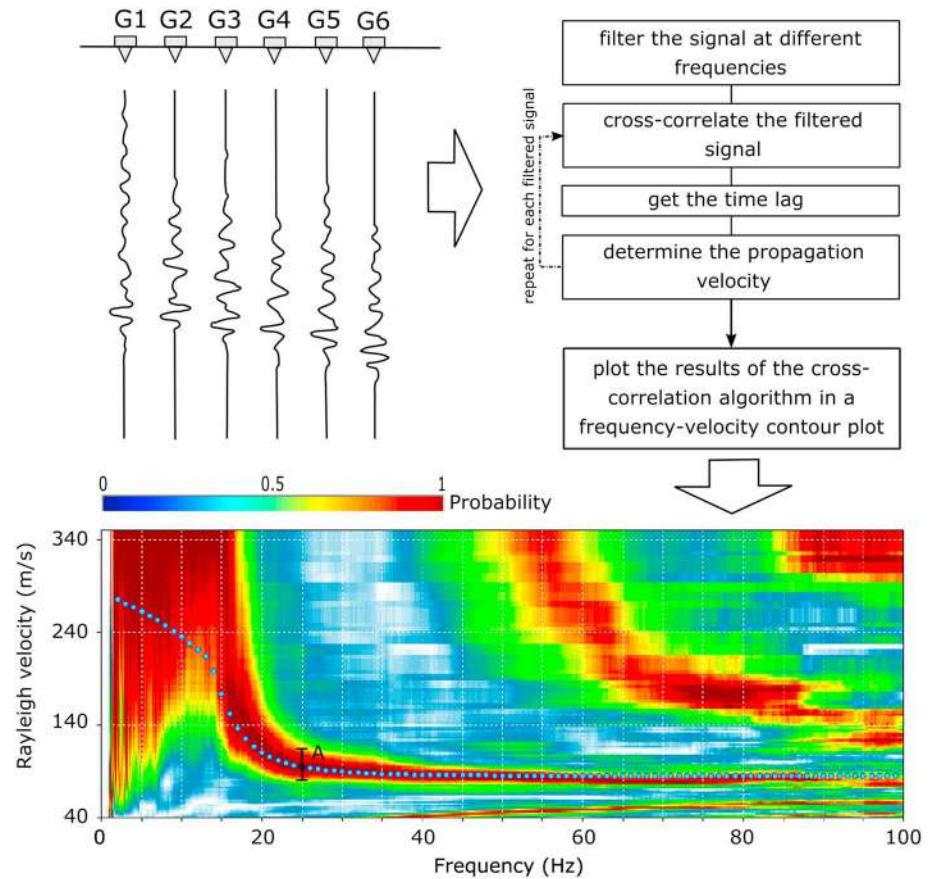 G1 G2 G3 G4 G5 G6
filter the signal at different
frequencies
cross-correlate the filtered
signal
get the time lag
determine the propagation
velocity
repeat for each filtered signal
plot the results of the cross-
correlation algorithm in a
frequency-velocity contour plot
0 0.5 1
Probability
Rayleigh velocity (m/s)
340
240
140
40
A
0 20 40 60 80 100
Frequency (Hz)